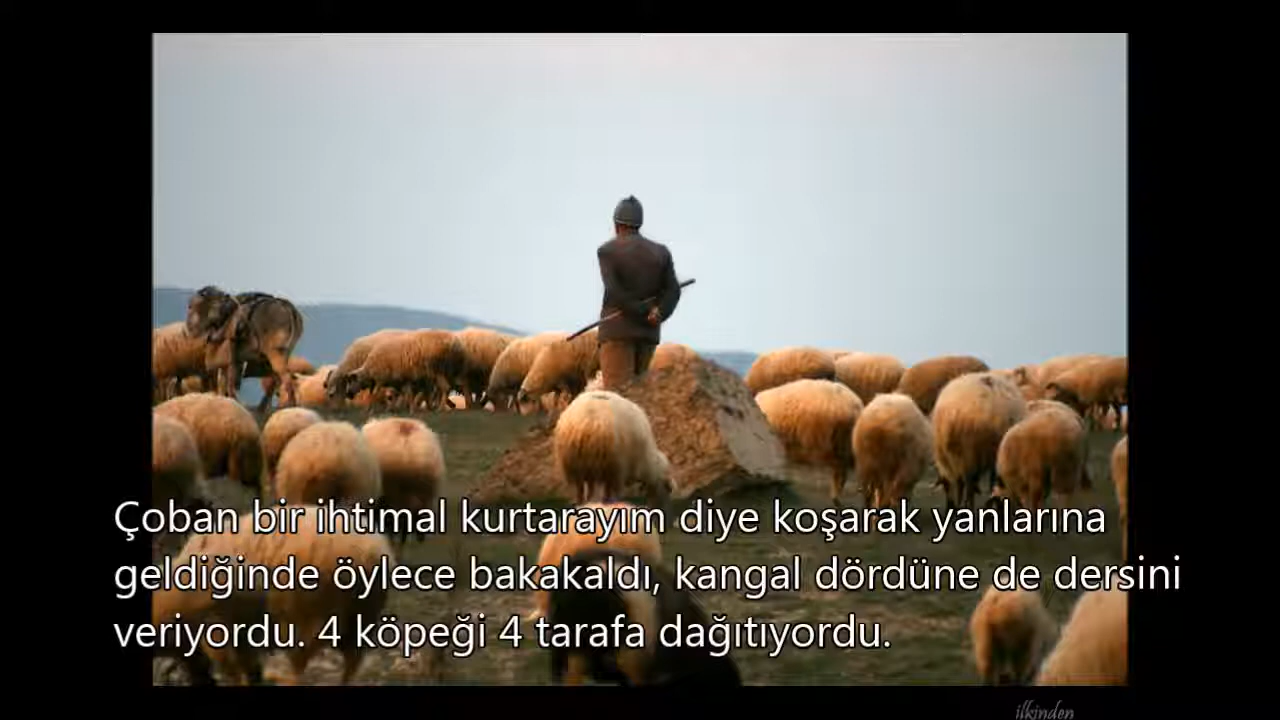 Çoban bir ihtimal kurtarayım diye koşarak yanlarına
geldiğinde öylece bakakaldı, kangal dördüne de dersini
veriyordu. 4 köpeği 4 tarafa dağıtıyordu.
ilkinden